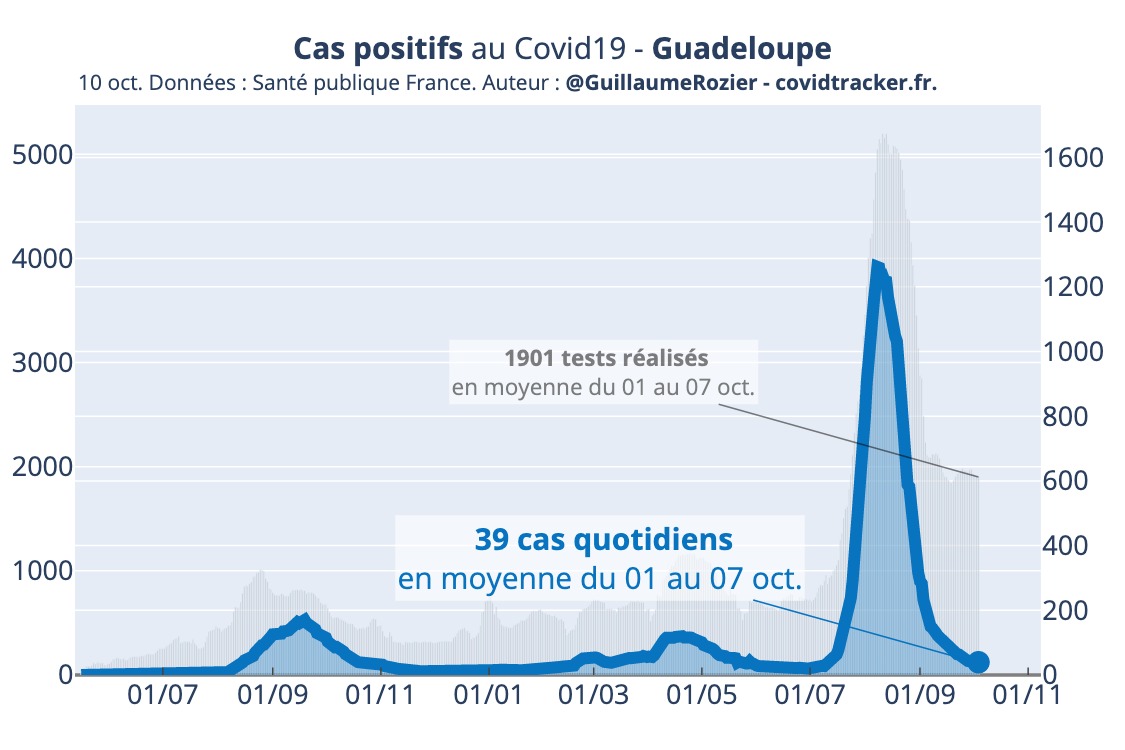 Cas positifs au Covid19 - Guadeloupe
10 oct. Données : Santé publique France. Auteur : @GuillaumeRozier - covidtracker.fr.
5000
1600
1400
4000
1200
1901 tests réalisés
1000
3000
en moyenne du 01 au 07 oct.
800
2000
600
39 cas quotidiens
400
1000
en moyenne du 01 au 07 oct.
200
0
0
01/07 01/09 01/11 01/01 01/03 01/05 01/07 01/09 01/11